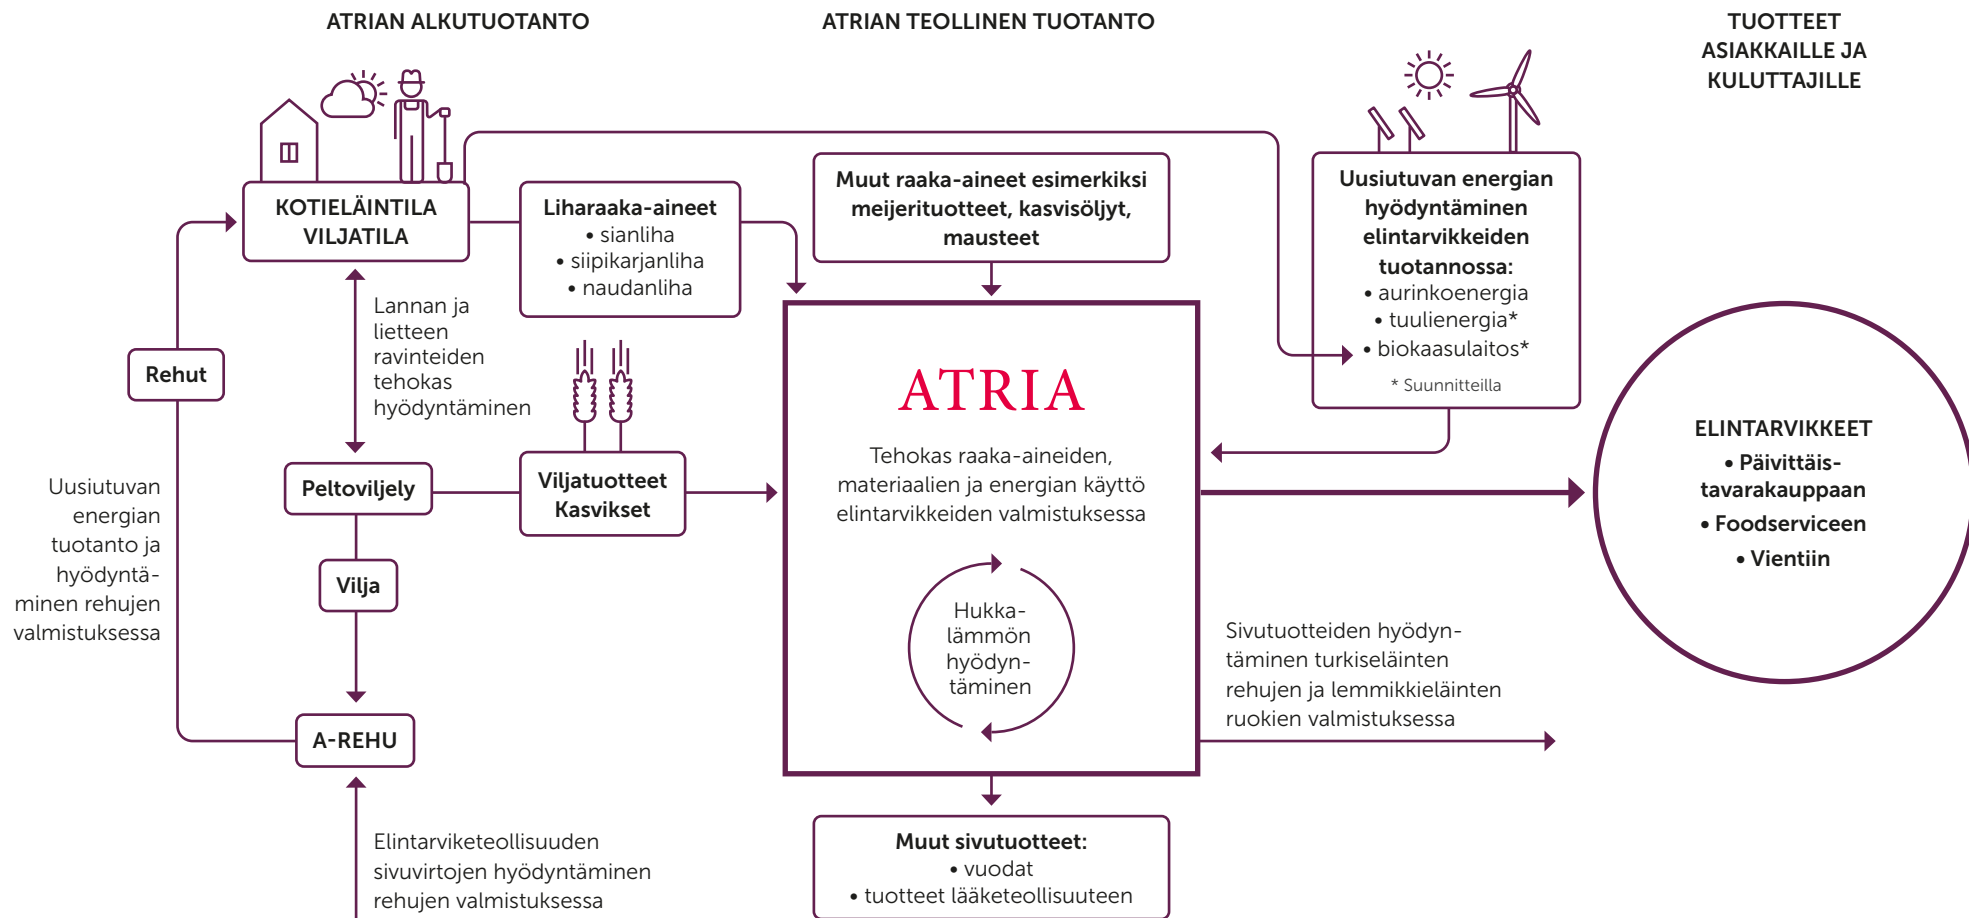 ATRIAN ALKUTUOTANTO
ATRIAN TEOLLINEN TUOTANTO
TUOTTEET
ASIAKKAILLE JA
KULUTTAJILLE
KOTIELÄINTILA
VILJATILA
Liharaaka-aineet
• sianliha
• siipikarjanliha
• naudanliha
Muut raaka-aineet esimerkiksi
meijerituotteet, kasvisöljyt,
mausteet
Uusiutuvan energian
hyödyntäminen
elintarvikkeiden
tuotannossa:
• aurinkoenergia
• tuulienergia*
• biokaasulaitos*
* Suunnitteilla
Lannan ja
lietteen
ravinteiden
tehokas
hyödyntäminen
Rehut
Uusiutuvan
energian
tuotanto ja
hyödyntä-
minen rehujen
valmistuksessa
Peltoviljely
Viljatuotteet
Kasvikset
Vilja
A-REHU
Elintarviketeollisuuden
sivuvirtojen hyödyntäminen
rehujen valmistuksessa
ATRIA
Tehokas raaka-aineiden,
materiaalien ja energian käyttö
elintarvikkeiden valmistuksessa
Hukka-
lämmön
hyödyn-
täminen
Muut sivutuotteet:
• vuodat
• tuotteet lääketeollisuuteen
Sivutuotteiden hyödyn-
täminen turkiseläinten
rehujen ja lemmikkieläinten
ruokien valmistuksessa
ELINTARVIKKEET
• Päivittäis-
tavarakauppaan
• Foodserviceen
• Vientiin